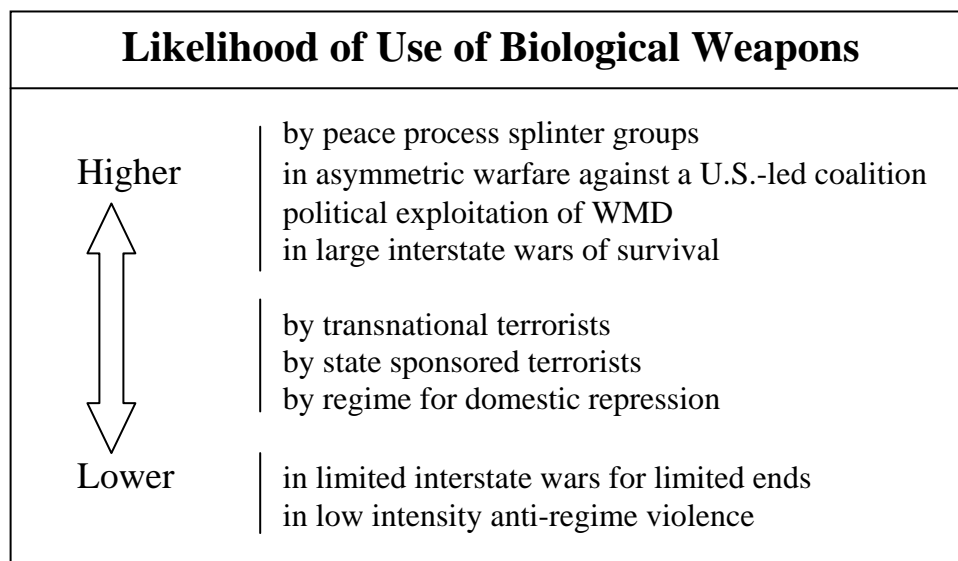 Likelihood of Use of Biological Weapons
Higher
by peace process splinter groups
in asymmetric warfare against a U.S.-led coalition
political exploitation of WMD
in large interstate wars of survival
by transnational terrorists
by state sponsored terrorists
by regime for domestic repression
Lower
in limited interstate wars for limited ends
in low intensity anti-regime violence